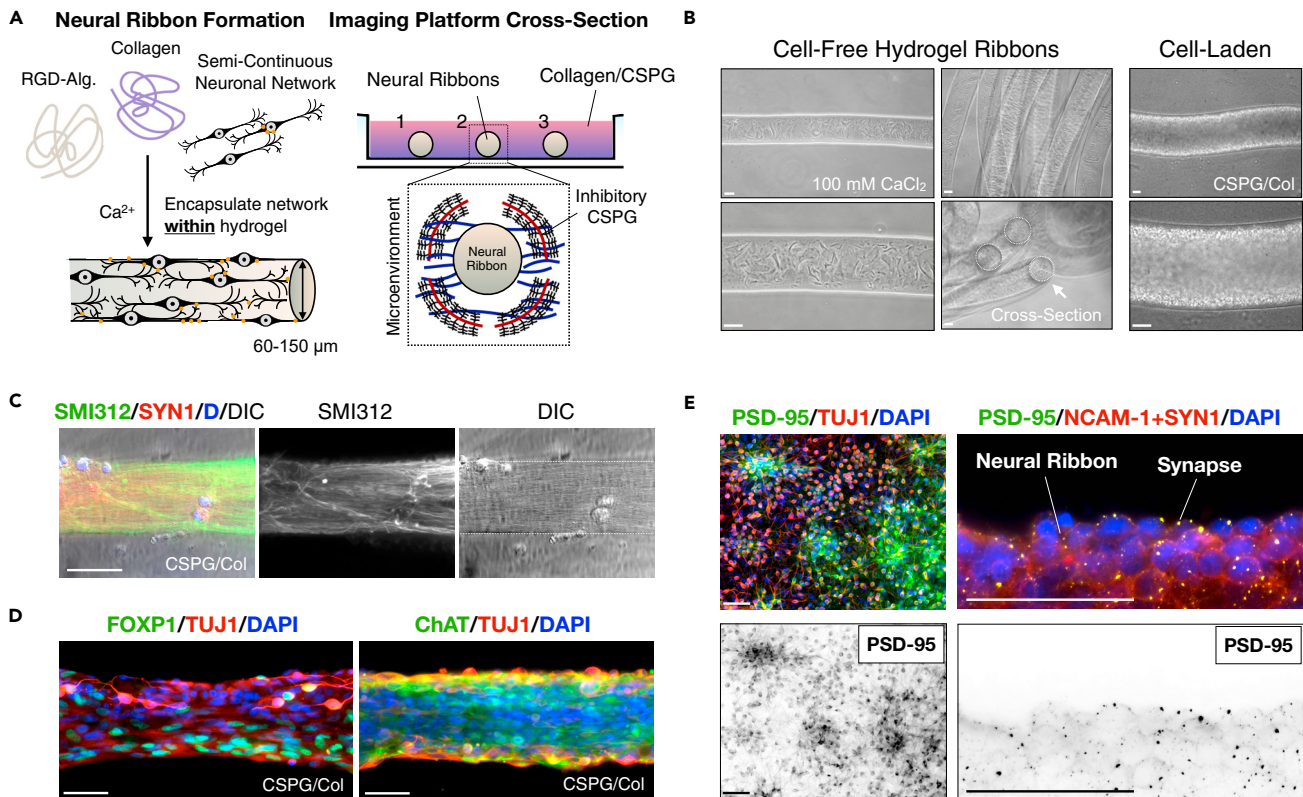 A
Neural Ribbon Formation
Collagen
RGD-Alg.
Semi-Continuous
Neuronal Network
Ca²⁺
Encapsulate network
within hydrogel
60-150 µm
Imaging Platform Cross-Section
Neural Ribbons
Collagen/CSPG
1
2
3
Microenvironment
Inhibitory
CSPG
Neural
Ribbon
B
Cell-Free Hydrogel Ribbons
Cell-Laden
100 mM CaCl₂
CSPG/Col
Cross-Section
C
SMI312/SYN1/D/DIC
SMI312
DIC
CSPG/Col
D
FOXP1/TUJ1/DAPI
ChAT/TUJ1/DAPI
CSPG/Col
CSPG/Col
E
PSD-95/TUJ1/DAPI
PSD-95/NCAM-1+SYN1/DAPI
Neural Ribbon
Synapse
PSD-95
PSD-95